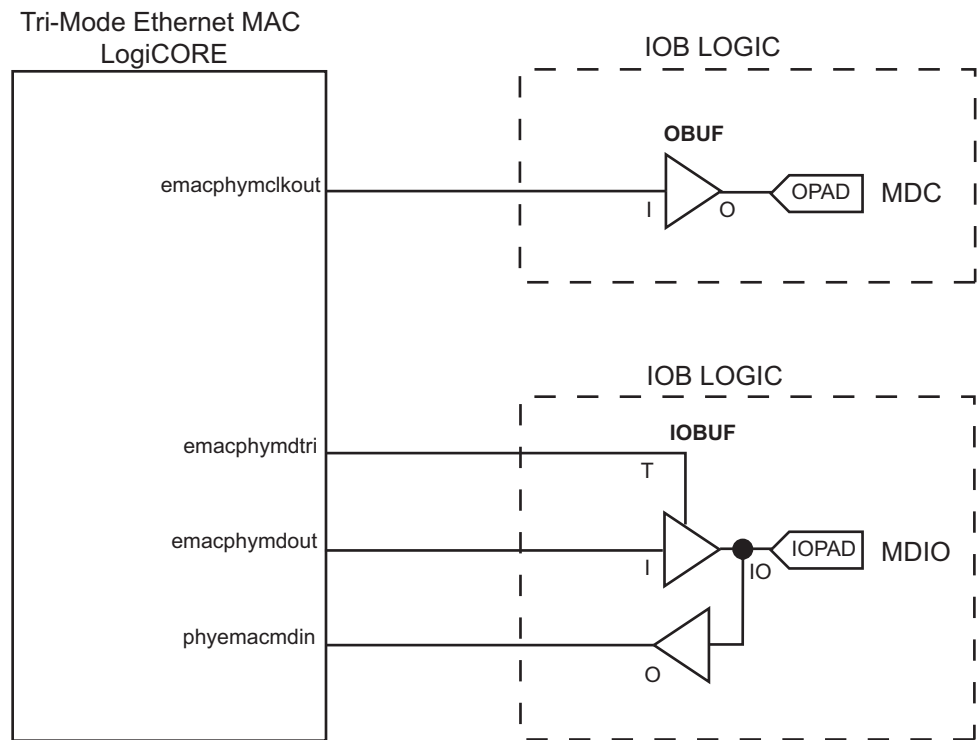 Tri-Mode Ethernet MAC
LogiCORE
IOB LOGIC
OBUF
emacphymclkout
I
O
OPAD
MDC
IOB LOGIC
IOBUF
emacphymdtri
T
emacphymdout
I
IO
IOPAD
MDIO
phyemacmdin
O